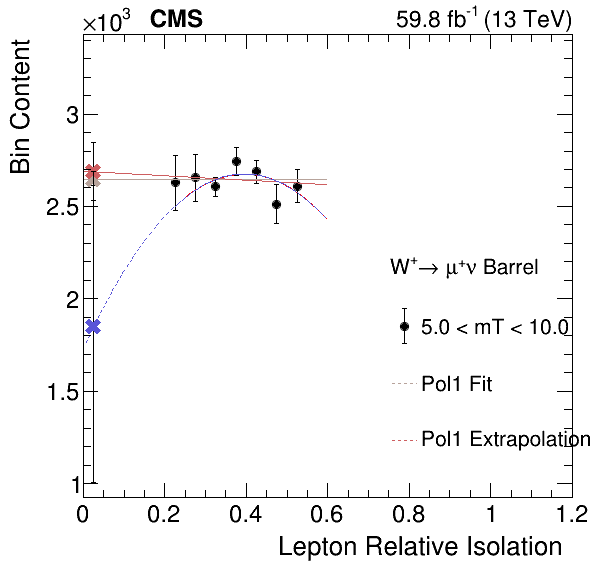 ×10³ CMS 59.8 fb⁻¹ (13 TeV)
Bin Content
3
2.5
2
1.5
1
W⁺→ μ⁺ν Barrel
5.0 < mT < 10.0
Pol1 Fit
Pol1 Extrapolation
0 0.2 0.4 0.6 0.8 1 1.2
Lepton Relative Isolation